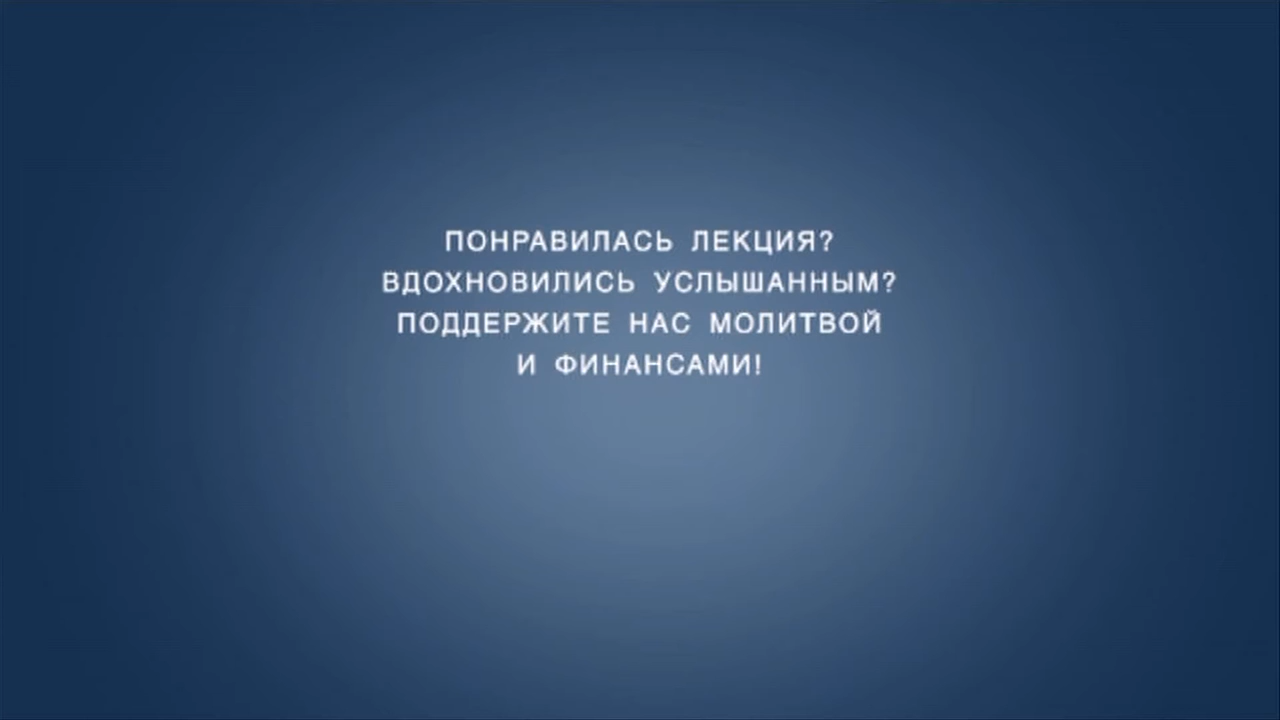 ПОНРАВИЛАСЬ ЛЕКЦИЯ?
ВДОХНОВИЛИСЬ УСЛЫШАННЫМ?
ПОДДЕРЖИТЕ НАС МОЛИТВОЙ
И ФИНАНСАМИ!